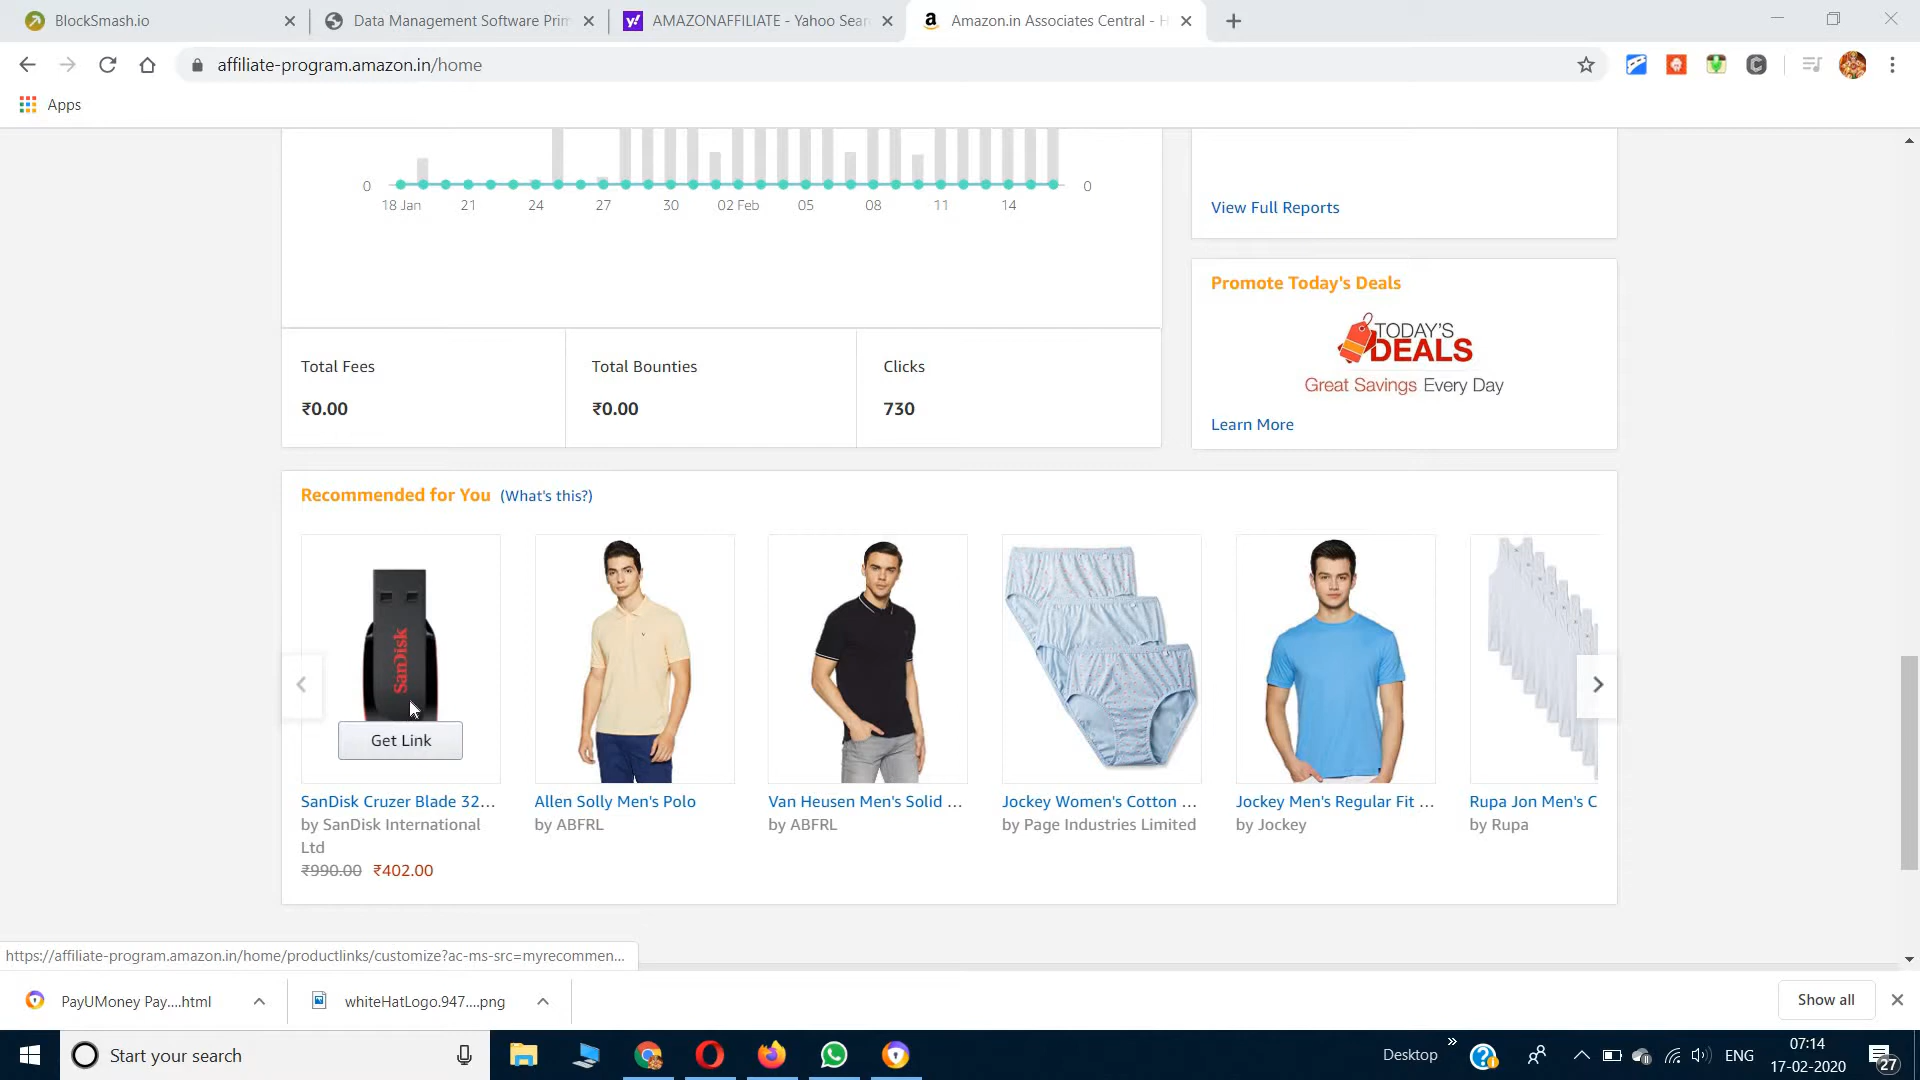 BlockSmash.io
Data Management Software Prim
AMAZONAFFILIATE - Yahoo Sear
Amazon.in Associates Central - H
affiliate-program.amazon.in/home
Apps
0
0
18 Jan 21 24 27 30 02 Feb 05 08 11 14
View Full Reports
Promote Today's Deals
TODAY'S
DEALS
Great Savings Every Day
Learn More
Total Fees
₹0.00
Total Bounties
₹0.00
Clicks
730
Recommended for You (What's this?)
SanDisk
Get Link
SanDisk Cruzer Blade 32...
by SanDisk International
Ltd
₹990.00 ₹402.00
Allen Solly Men's Polo
by ABFRL
Van Heusen Men's Solid ...
by ABFRL
Jockey Women's Cotton ...
by Page Industries Limited
Jockey Men's Regular Fit ...
by Jockey
Rupa Jon Men's C
by Rupa
https://affiliate-program.amazon.in/home/productlinks/customize?ac-ms-src=myrecommen...
PayUMoney Pay....html
whiteHatLogo.947....png
Show all
Start your search
Desktop
ENG
07:14
17-02-2020
27